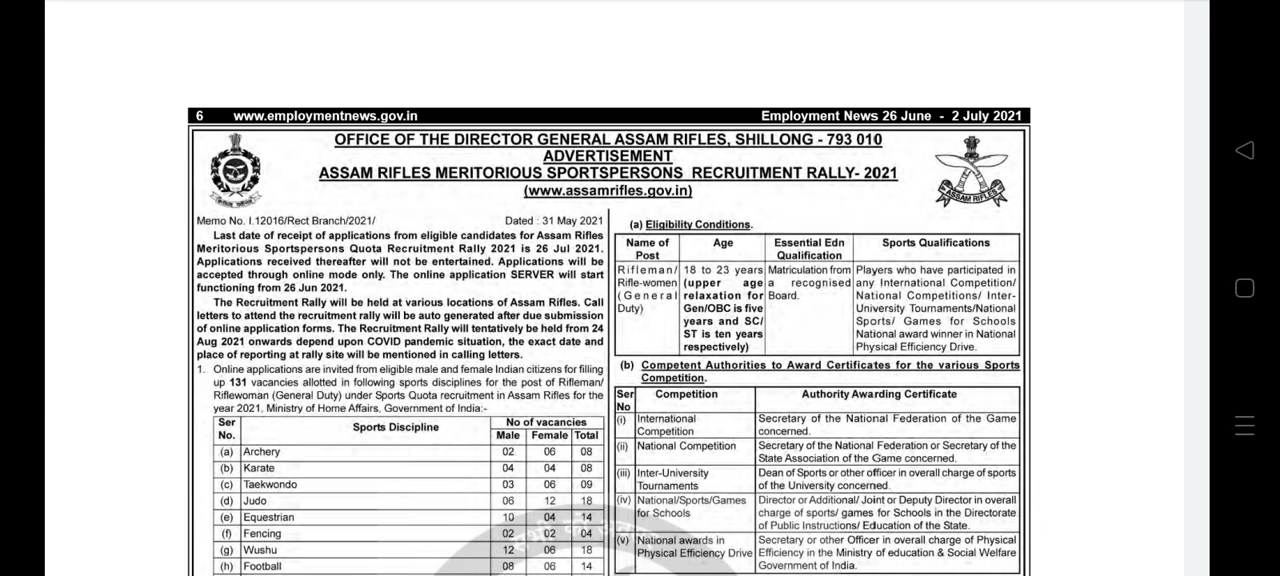 6 www.employmentnews.gov.in Employment News 26 June - 2 July 2021
OFFICE OF THE DIRECTOR GENERAL ASSAM RIFLES, SHILLONG - 793 010
ADVERTISEMENT
ASSAM RIFLES MERITORIOUS SPORTSPERSONS RECRUITMENT RALLY- 2021
(www.assamrifles.gov.in)
ASSAM RIFLES
Memo No. I.12016/Rect Branch/2021/ Dated : 31 May 2021
Last date of receipt of applications from eligible candidates for Assam Rifles
Meritorious Sportspersons Quota Recruitment Rally 2021 is 26 Jul 2021.
Applications received thereafter will not be entertained. Applications will be
accepted through online mode only. The online application SERVER will start
functioning from 26 Jun 2021.
The Recruitment Rally will be held at various locations of Assam Rifles. Call
letters to attend the recruitment rally will be auto generated after due submission
of online application forms. The Recruitment Rally will tentatively be held from 24
Aug 2021 onwards depend upon COVID pandemic situation, the exact date and
place of reporting at rally site will be mentioned in calling letters.
1. Online applications are invited from eligible male and female Indian citizens for filling
up 131 vacancies allotted in following sports disciplines for the post of Rifleman/
Riflewoman (General Duty) under Sports Quota recruitment in Assam Rifles for the
year 2021, Ministry of Home Affairs, Government of India:-
Ser No. Sports Discipline No of vacancies
Male Female Total
(a) Archery 02 06 08
(b) Karate 04 04 08
(c) Taekwondo 03 06 09
(d) Judo 06 12 18
(e) Equestrian 10 04 14
(f) Fencing 02 02 04
(g) Wushu 12 06 18
(h) Football 08 06 14
(a) Eligibility Conditions.
Name of Post Age Essential Edn Qualification Sports Qualifications
Rifleman/ 18 to 23 years Matriculation from Players who have participated in
Rifle-women (upper age a recognised any International Competition/
(General relaxation for Board. National Competitions/ Inter-
Duty) Gen/OBC is five University Tournaments/National
years and SC/ Sports/ Games for Schools
ST is ten years National award winner in National
respectively) Physical Efficiency Drive.
(b) Competent Authorities to Award Certificates for the various Sports
Competition.
Ser No Competition Authority Awarding Certificate
(i) International Secretary of the National Federation of the Game
Competition concerned.
(ii) National Competition Secretary of the National Federation or Secretary of the
State Association of the Game concerned.
(iii) Inter-University Dean of Sports or other officer in overall charge of sports
Tournaments of the University concerned.
(iv) National/Sports/Games Director or Additional/ Joint or Deputy Director in overall
for Schools charge of sports/ games for Schools in the Directorate
of Public Instructions/ Education of the State.
(v) National awards in Secretary or other Officer in overall charge of Physical
Physical Efficiency Drive Efficiency in the Ministry of education & Social Welfare
Government of India.